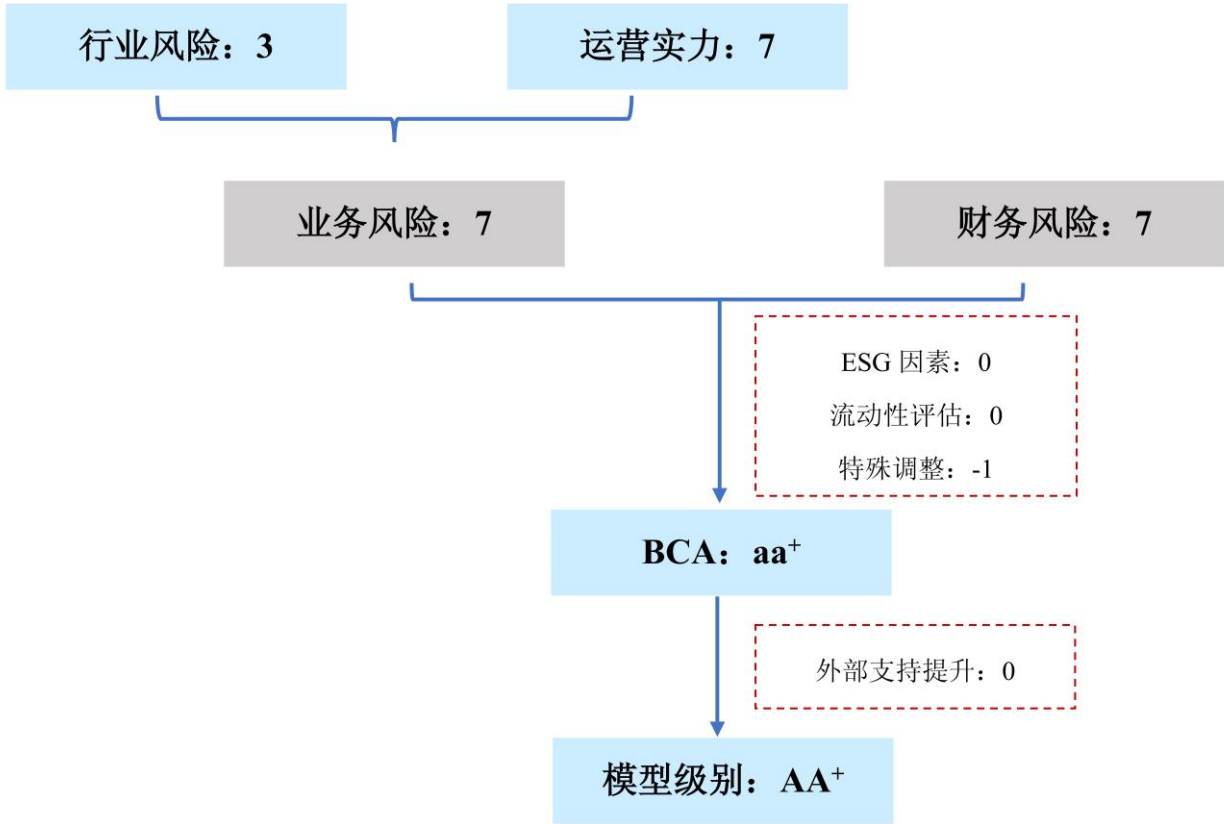 行业风险：3
运营实力：7
业务风险：7
财务风险：7
ESG 因素：0
流动性评估：0
特殊调整：-1
BCA：aa⁺
外部支持提升：0
模型级别：AA⁺